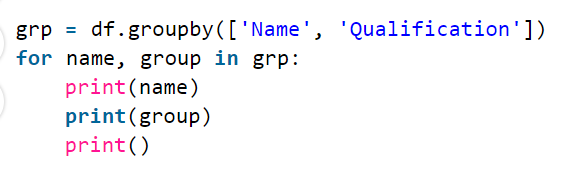 grp = df.groupby(['Name', 'Qualification'])
for name, group in grp:
    print(name)
    print(group)
    print()